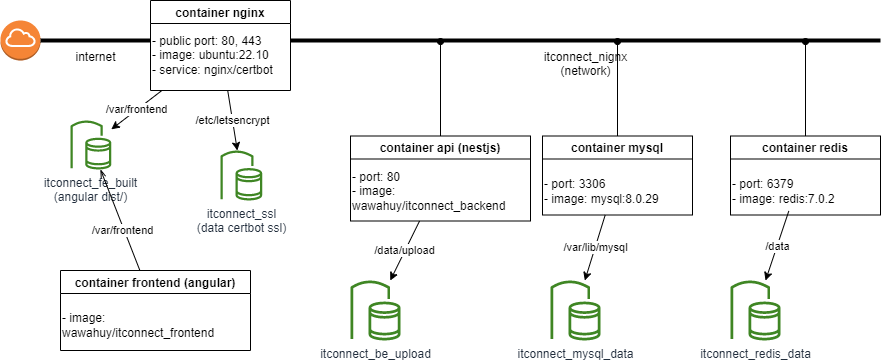 container nginx
- public port: 80, 443
- image: ubuntu:22.10
- service: nginx/certbot
internet
itconnect_nignx
(network)
/var/frontend
/etc/letsencrypt
itconnect_fe_built
(angular dist/)
itconnect_ssl
(data certbot ssl)
/var/frontend
container frontend (angular)
- image:
wawahuy/itconnect_frontend
container api (nestjs)
- port: 80
- image:
wawahuy/itconnect_backend
/data/upload
itconnect_be_upload
container mysql
- port: 3306
- image: mysql:8.0.29
/var/lib/mysql
itconnect_mysql_data
container redis
- port: 6379
- image: redis:7.0.2
/data
itconnect_redis_data